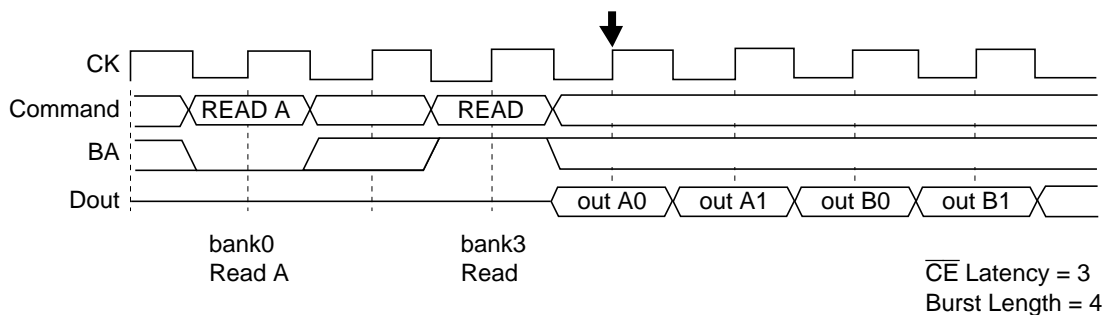 CK
Command
READ A
READ
BA
Dout
out A0
out A1
out B0
out B1
bank0
Read A
bank3
Read
CE Latency = 3
Burst Length = 4